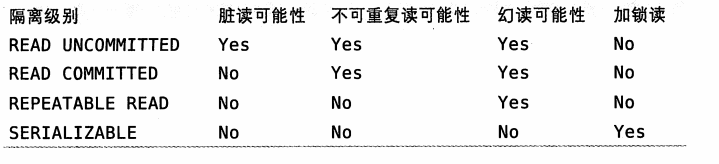 隔离级别 脏读可能性 不可重复读可能性 幻读可能性 加锁读
READ UNCOMMITTED Yes Yes Yes No
READ COMMITTED No Yes Yes No
REPEATABLE READ No No Yes No
SERIALIZABLE No No No Yes